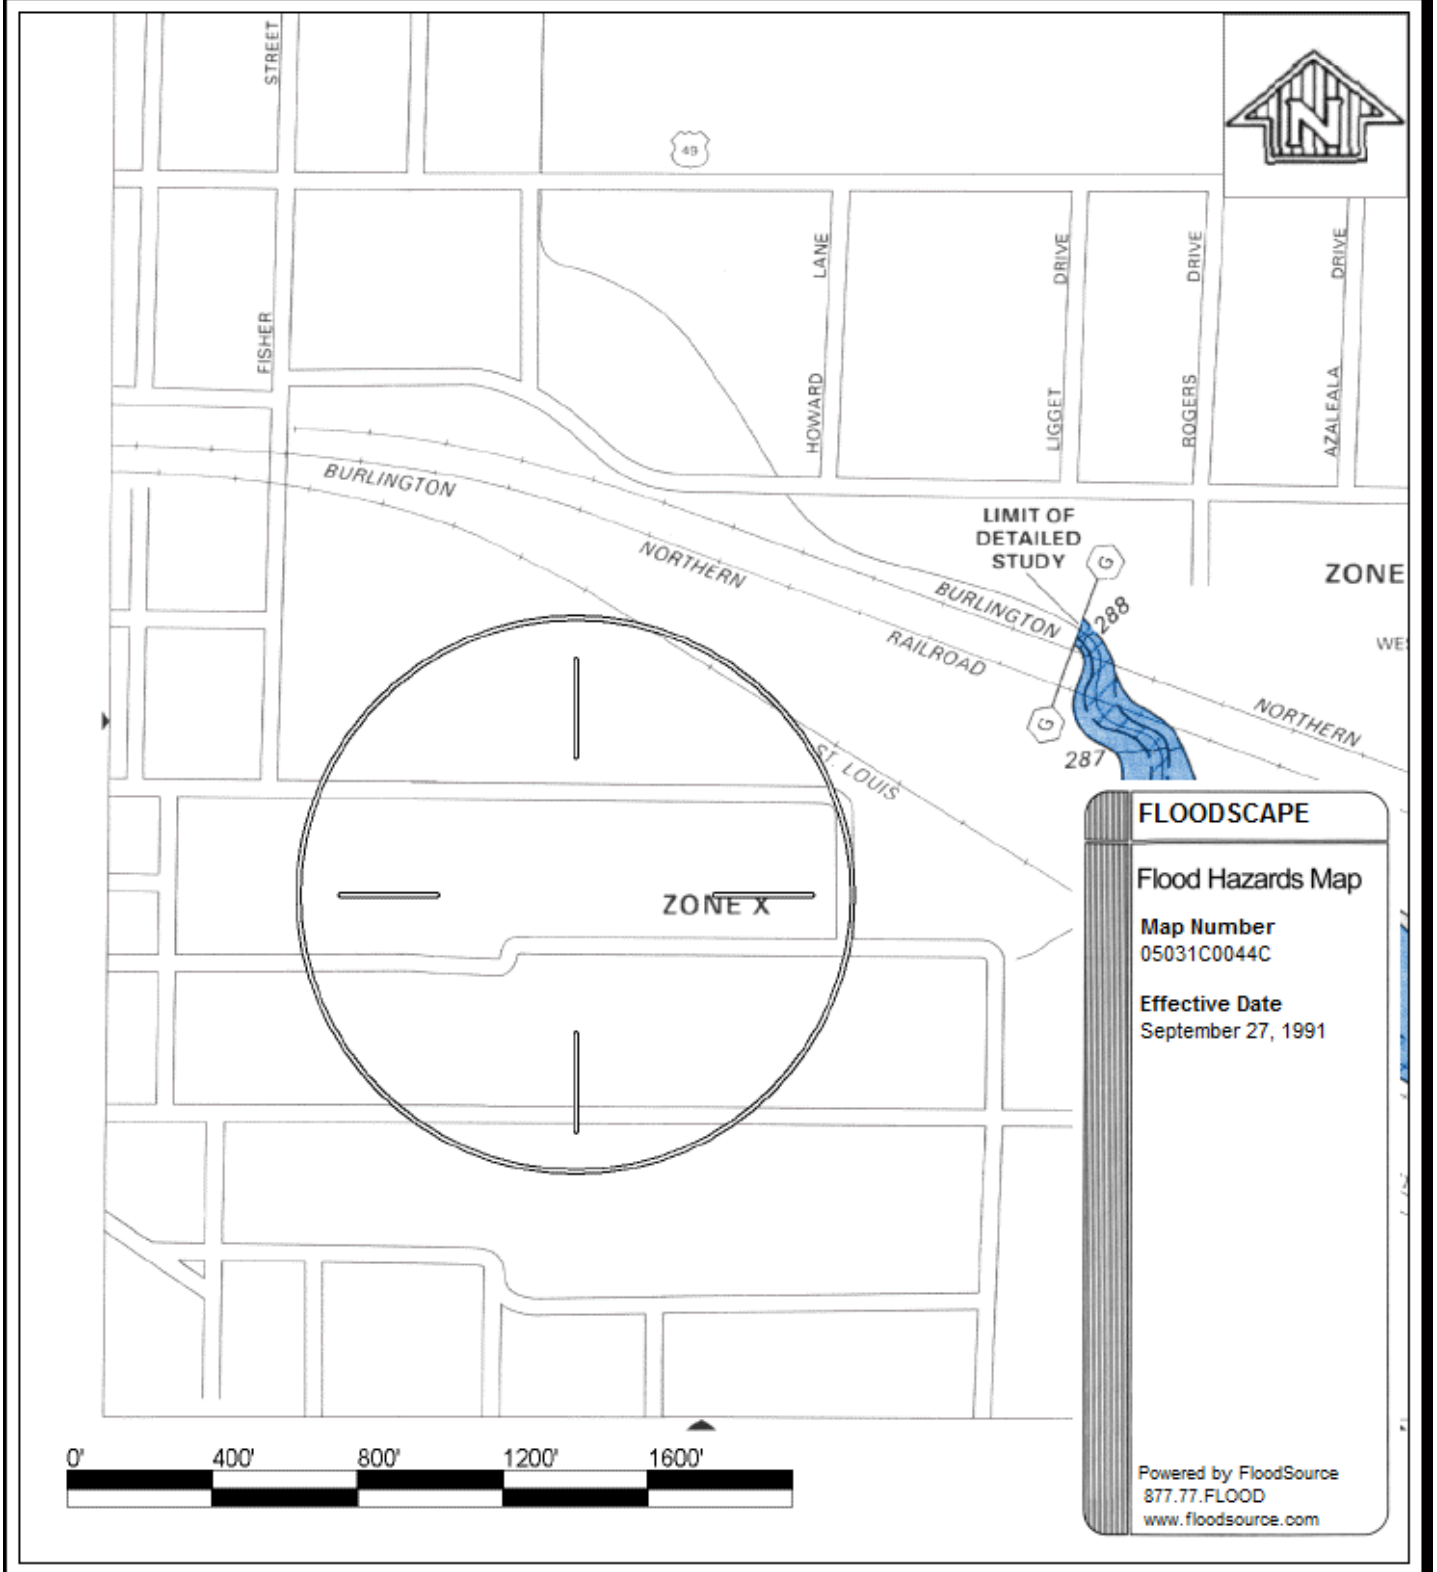 STREET
N
49
LANE
DRIVE
DRIVE
DRIVE
FISHER
HOWARD
LIGGET
ROGERS
AZALEALA
BURLINGTON
LIMIT OF
DETAILED
STUDY
G
NORTHERN
ZONE
BURLINGTON
288
RAILROAD
WES
G
NORTHERN
287
ST. LOUIS
ZONE X
FLOODSCAPE
Flood Hazards Map
Map Number
05031C0044C
Effective Date
September 27, 1991
0' 400' 800' 1200' 1600'
Powered by FloodSource
877.77.FLOOD
www.floodsource.com